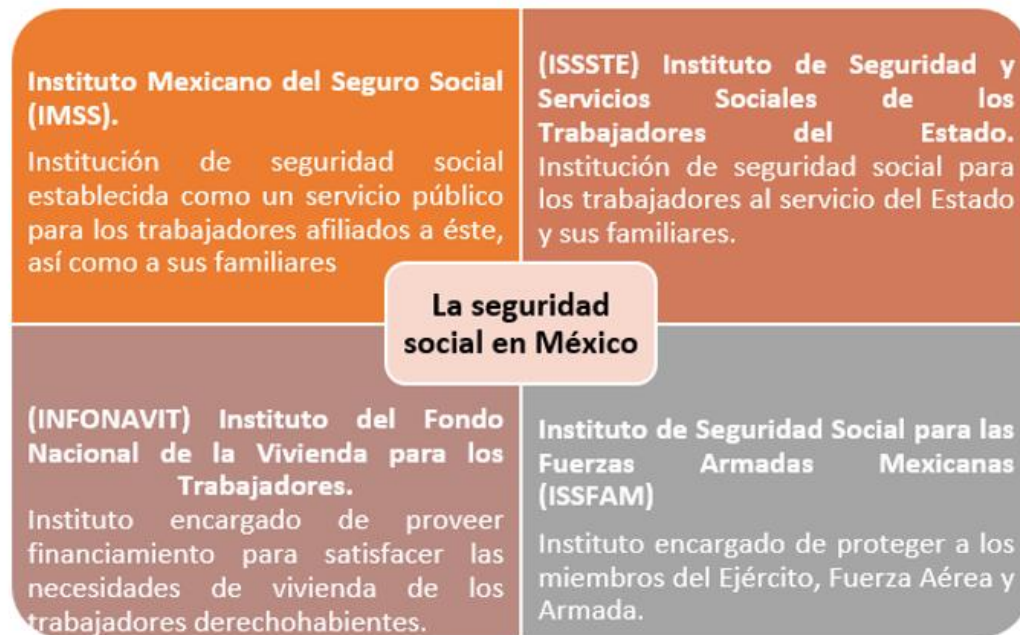 Instituto Mexicano del Seguro Social
(IMSS).
Institución de seguridad social
establecida como un servicio público
para los trabajadores afiliados a éste,
así como a sus familiares
(ISSSTE) Instituto de Seguridad y
Servicios Sociales de los
Trabajadores del Estado.
Institución de seguridad social para
los trabajadores al servicio del Estado
y sus familiares.
La seguridad
social en México
(INFONAVIT) Instituto del Fondo
Nacional de la Vivienda para los
Trabajadores.
Instituto encargado de proveer
financiamiento para satisfacer las
necesidades de vivienda de los
trabajadores derechohabientes.
Instituto de Seguridad Social para las
Fuerzas Armadas Mexicanas
(ISSFAM)
Instituto encargado de proteger a los
miembros del Ejército, Fuerza Aérea y
Armada.